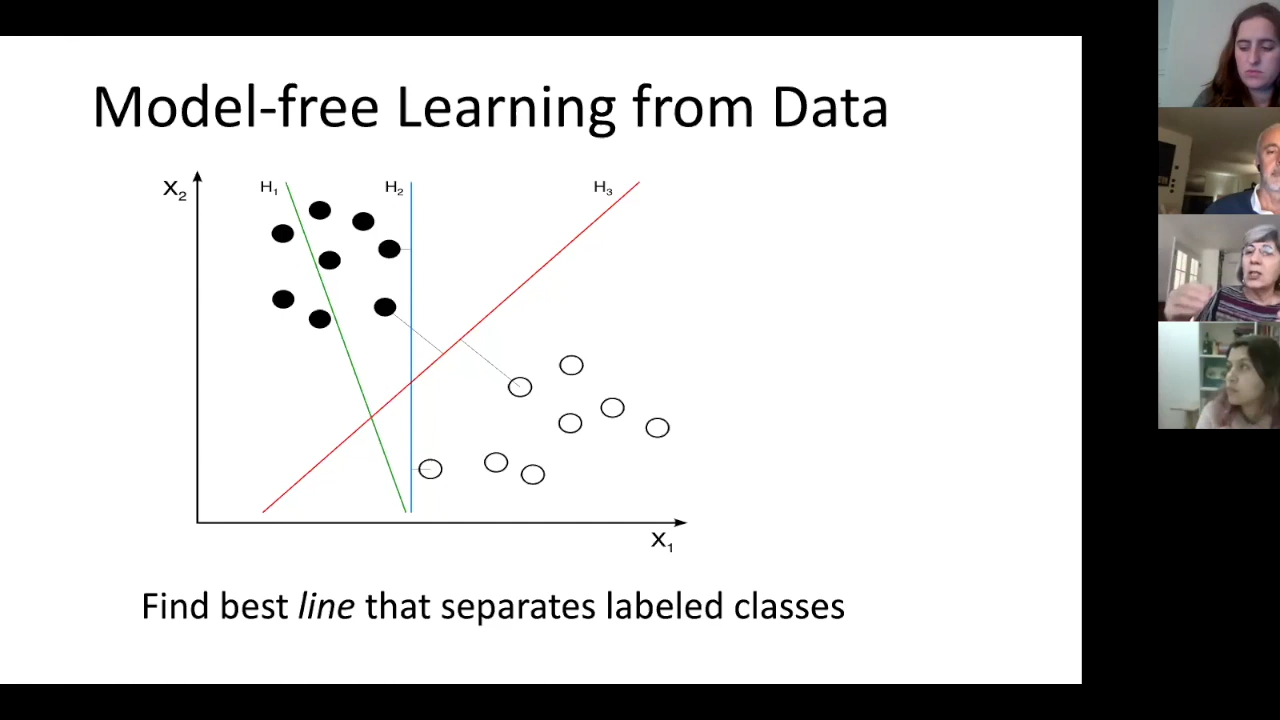 Model-free Learning from Data
X₂
H₁
H₂
H₃
X₁
Find best line that separates labeled classes